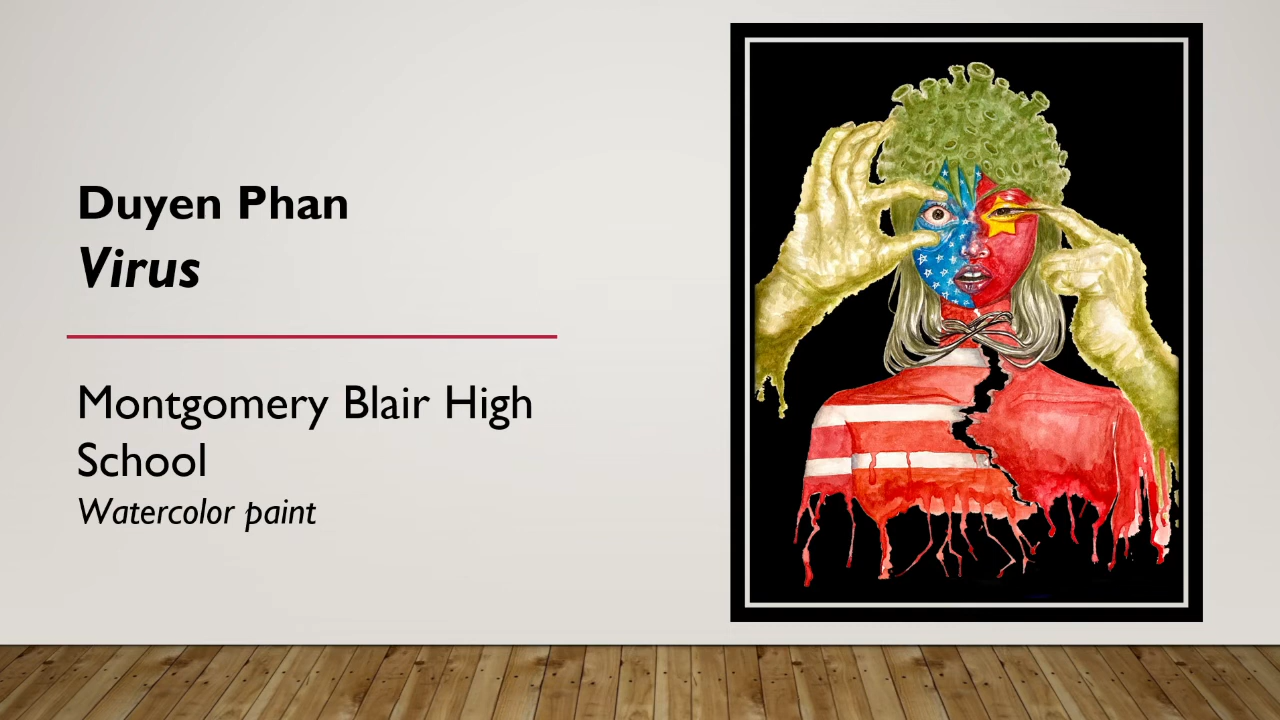 Duyen Phan
Virus
Montgomery Blair High
School
Watercolor paint